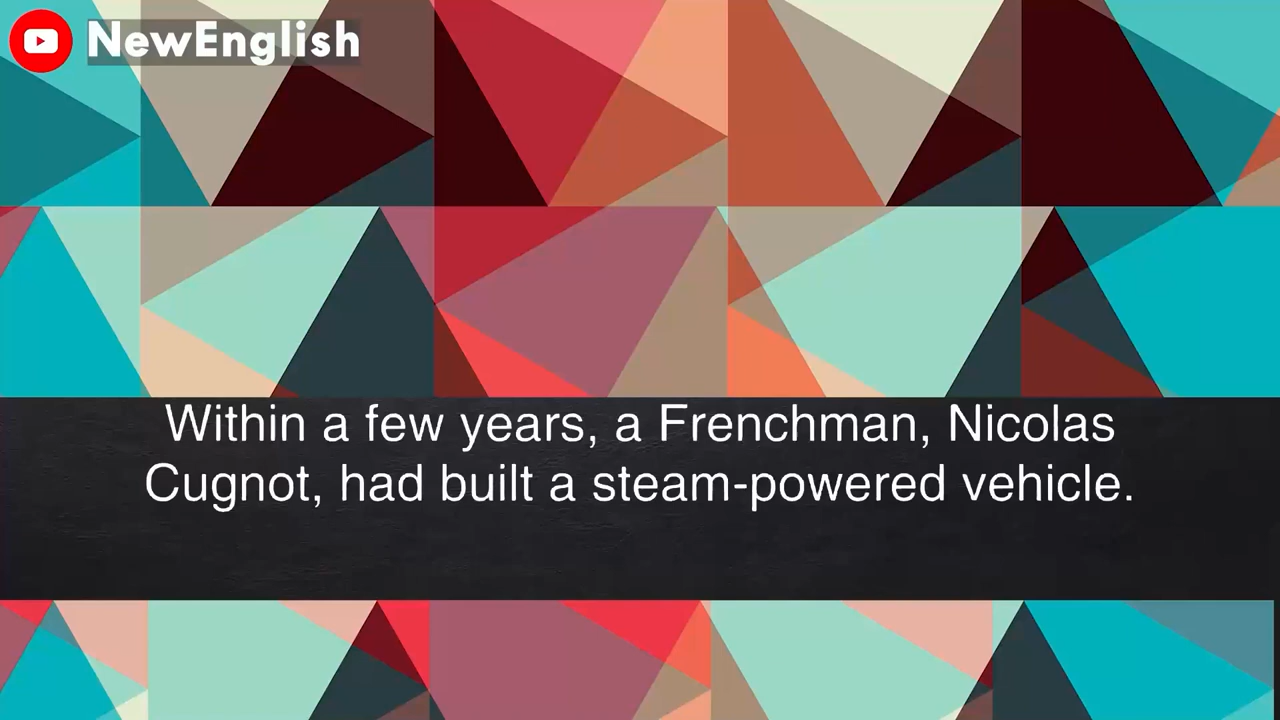 NewEnglish
Within a few years, a Frenchman, Nicolas
Cugnot, had built a steam-powered vehicle.